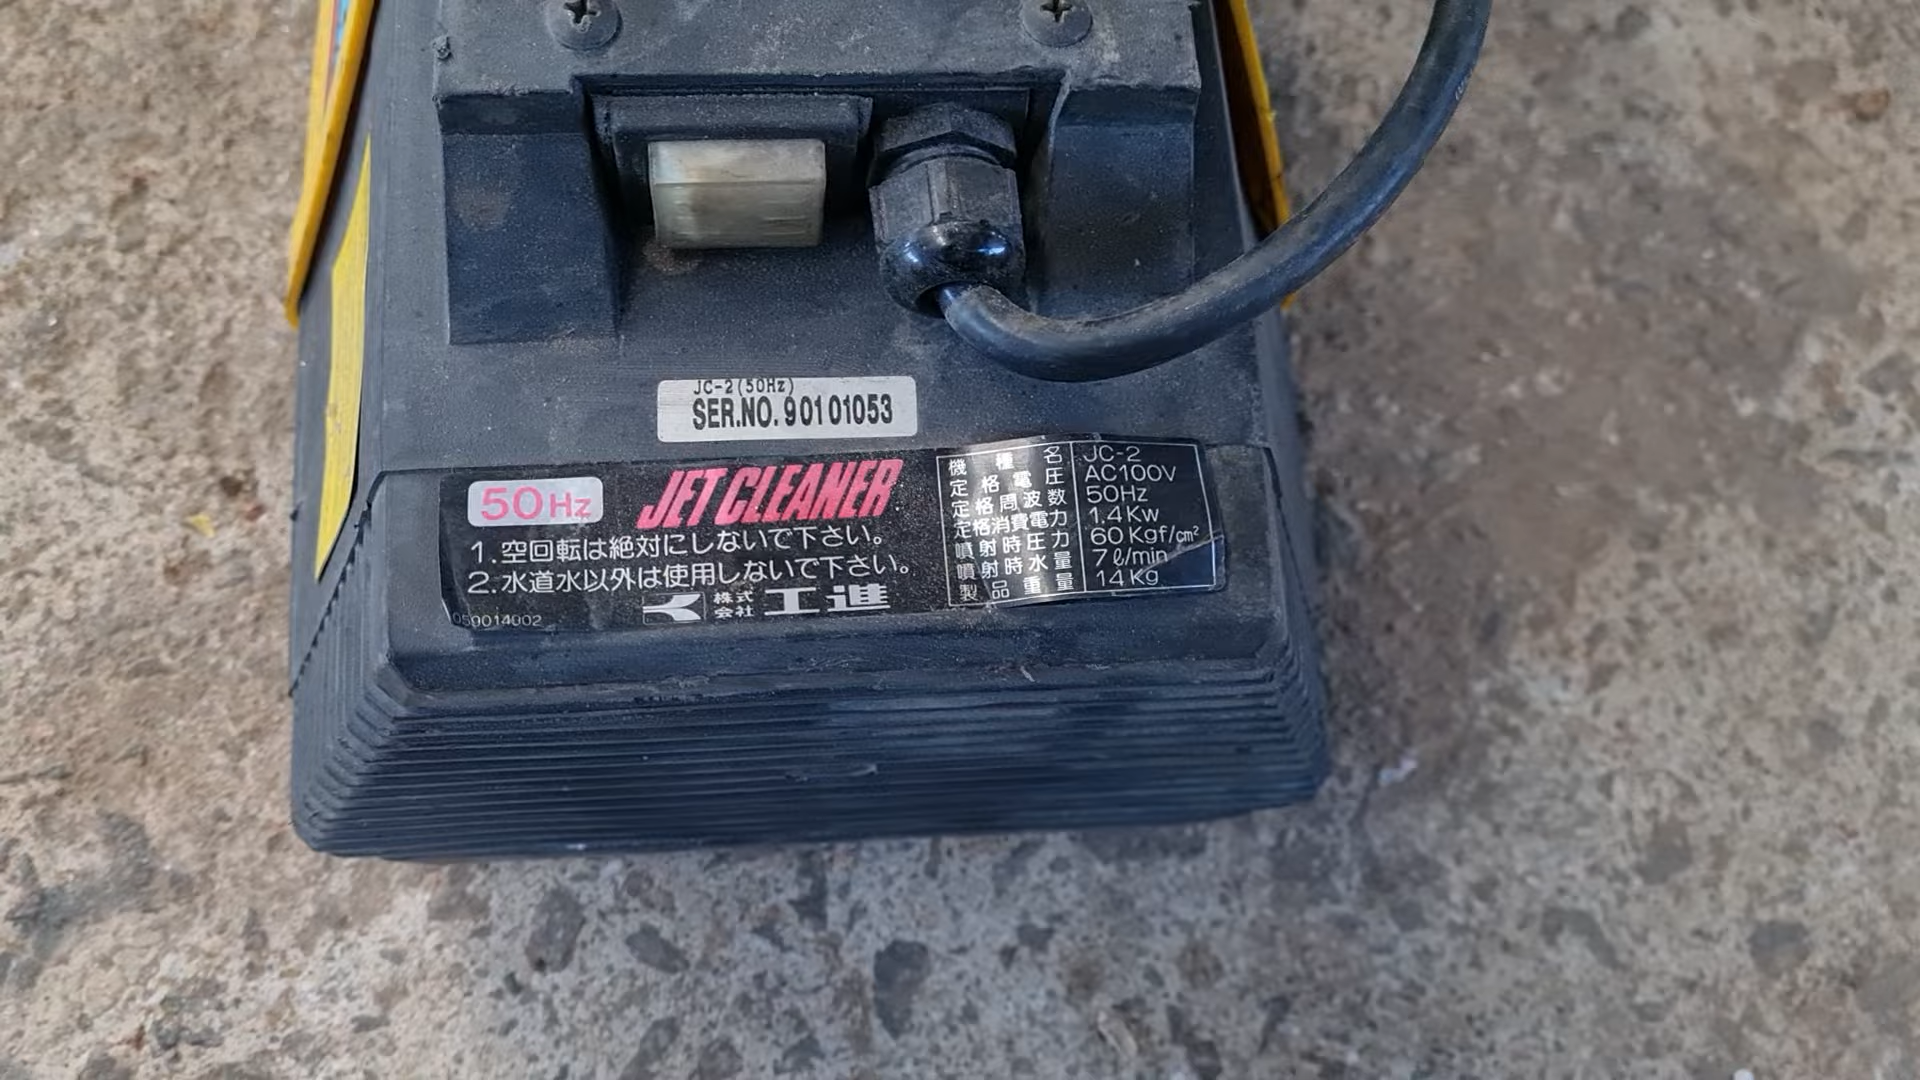 JC-2(50Hz)
SER.NO. 90101053
50Hz
JET CLEANER
1.空回転は絶対にしないで下さい。
2.水道水以外は使用しないで下さい。
株式会社 工進
059014002
機種名 JC-2
定格電圧 AC100V
定格周波数 50Hz
定格消費電力 1.4Kw
噴射時圧力 60Kgf/cm²
噴射時水量 7ℓ/min
製品重量 14Kg